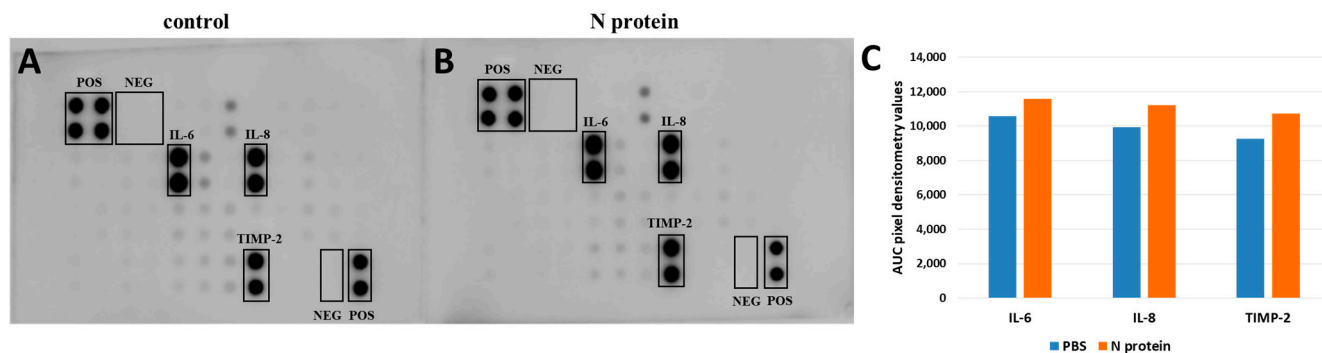 control
N protein
A
POS
NEG
IL-6
IL-8
TIMP-2
NEG
POS
B
POS
NEG
IL-6
IL-8
TIMP-2
NEG
POS
C
AUC pixel densitometry values
14,000
12,000
10,000
8,000
6,000
4,000
2,000
0
IL-6
IL-8
TIMP-2
PBS
N protein